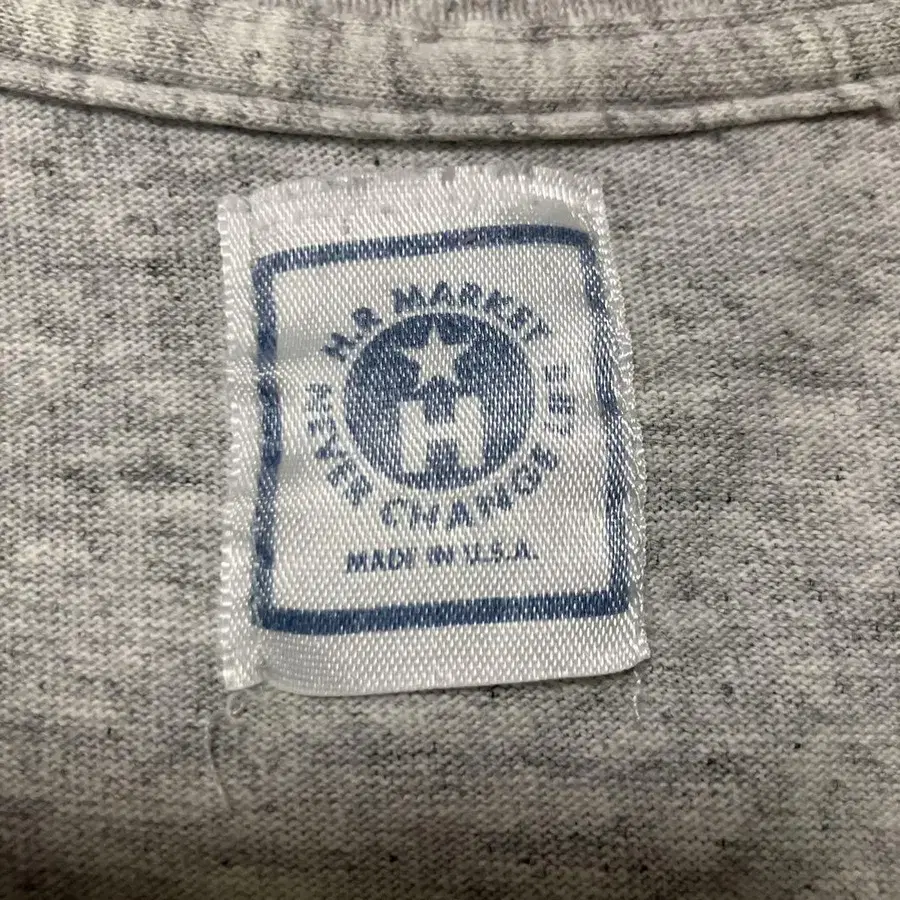 H.R MARKET
H
NEVER CHANGE LIFE
MADE IN U.S.A.